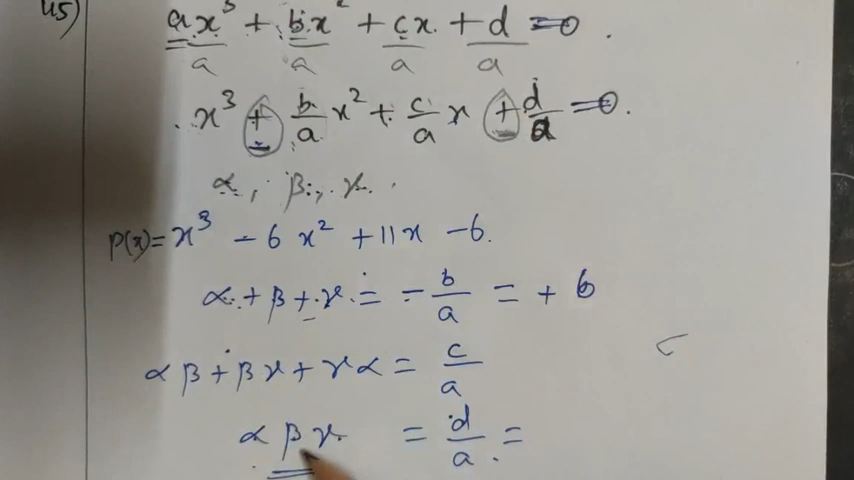 45)
ax³/a + bx²/a + cx/a + d/a = 0.
x³ + b/a x² + c/a x + d/a = 0.
α, β, γ.
p(x) = x³ - 6x² + 11x - 6.
α + β + γ = -b/a = +6
αβ + βγ + γα = c/a
αβγ = d/a =